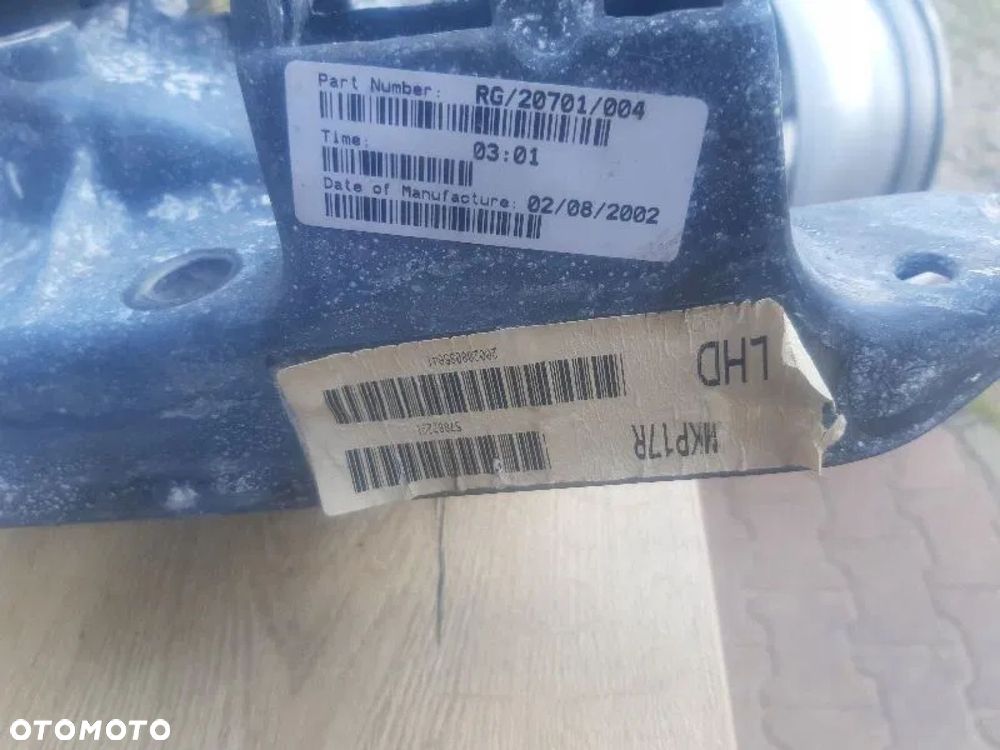 Part Number: RG/20701/004
Time: 03:01
Date of Manufacture: 02/08/2002
LHD
MKP17R
OTOMOTO